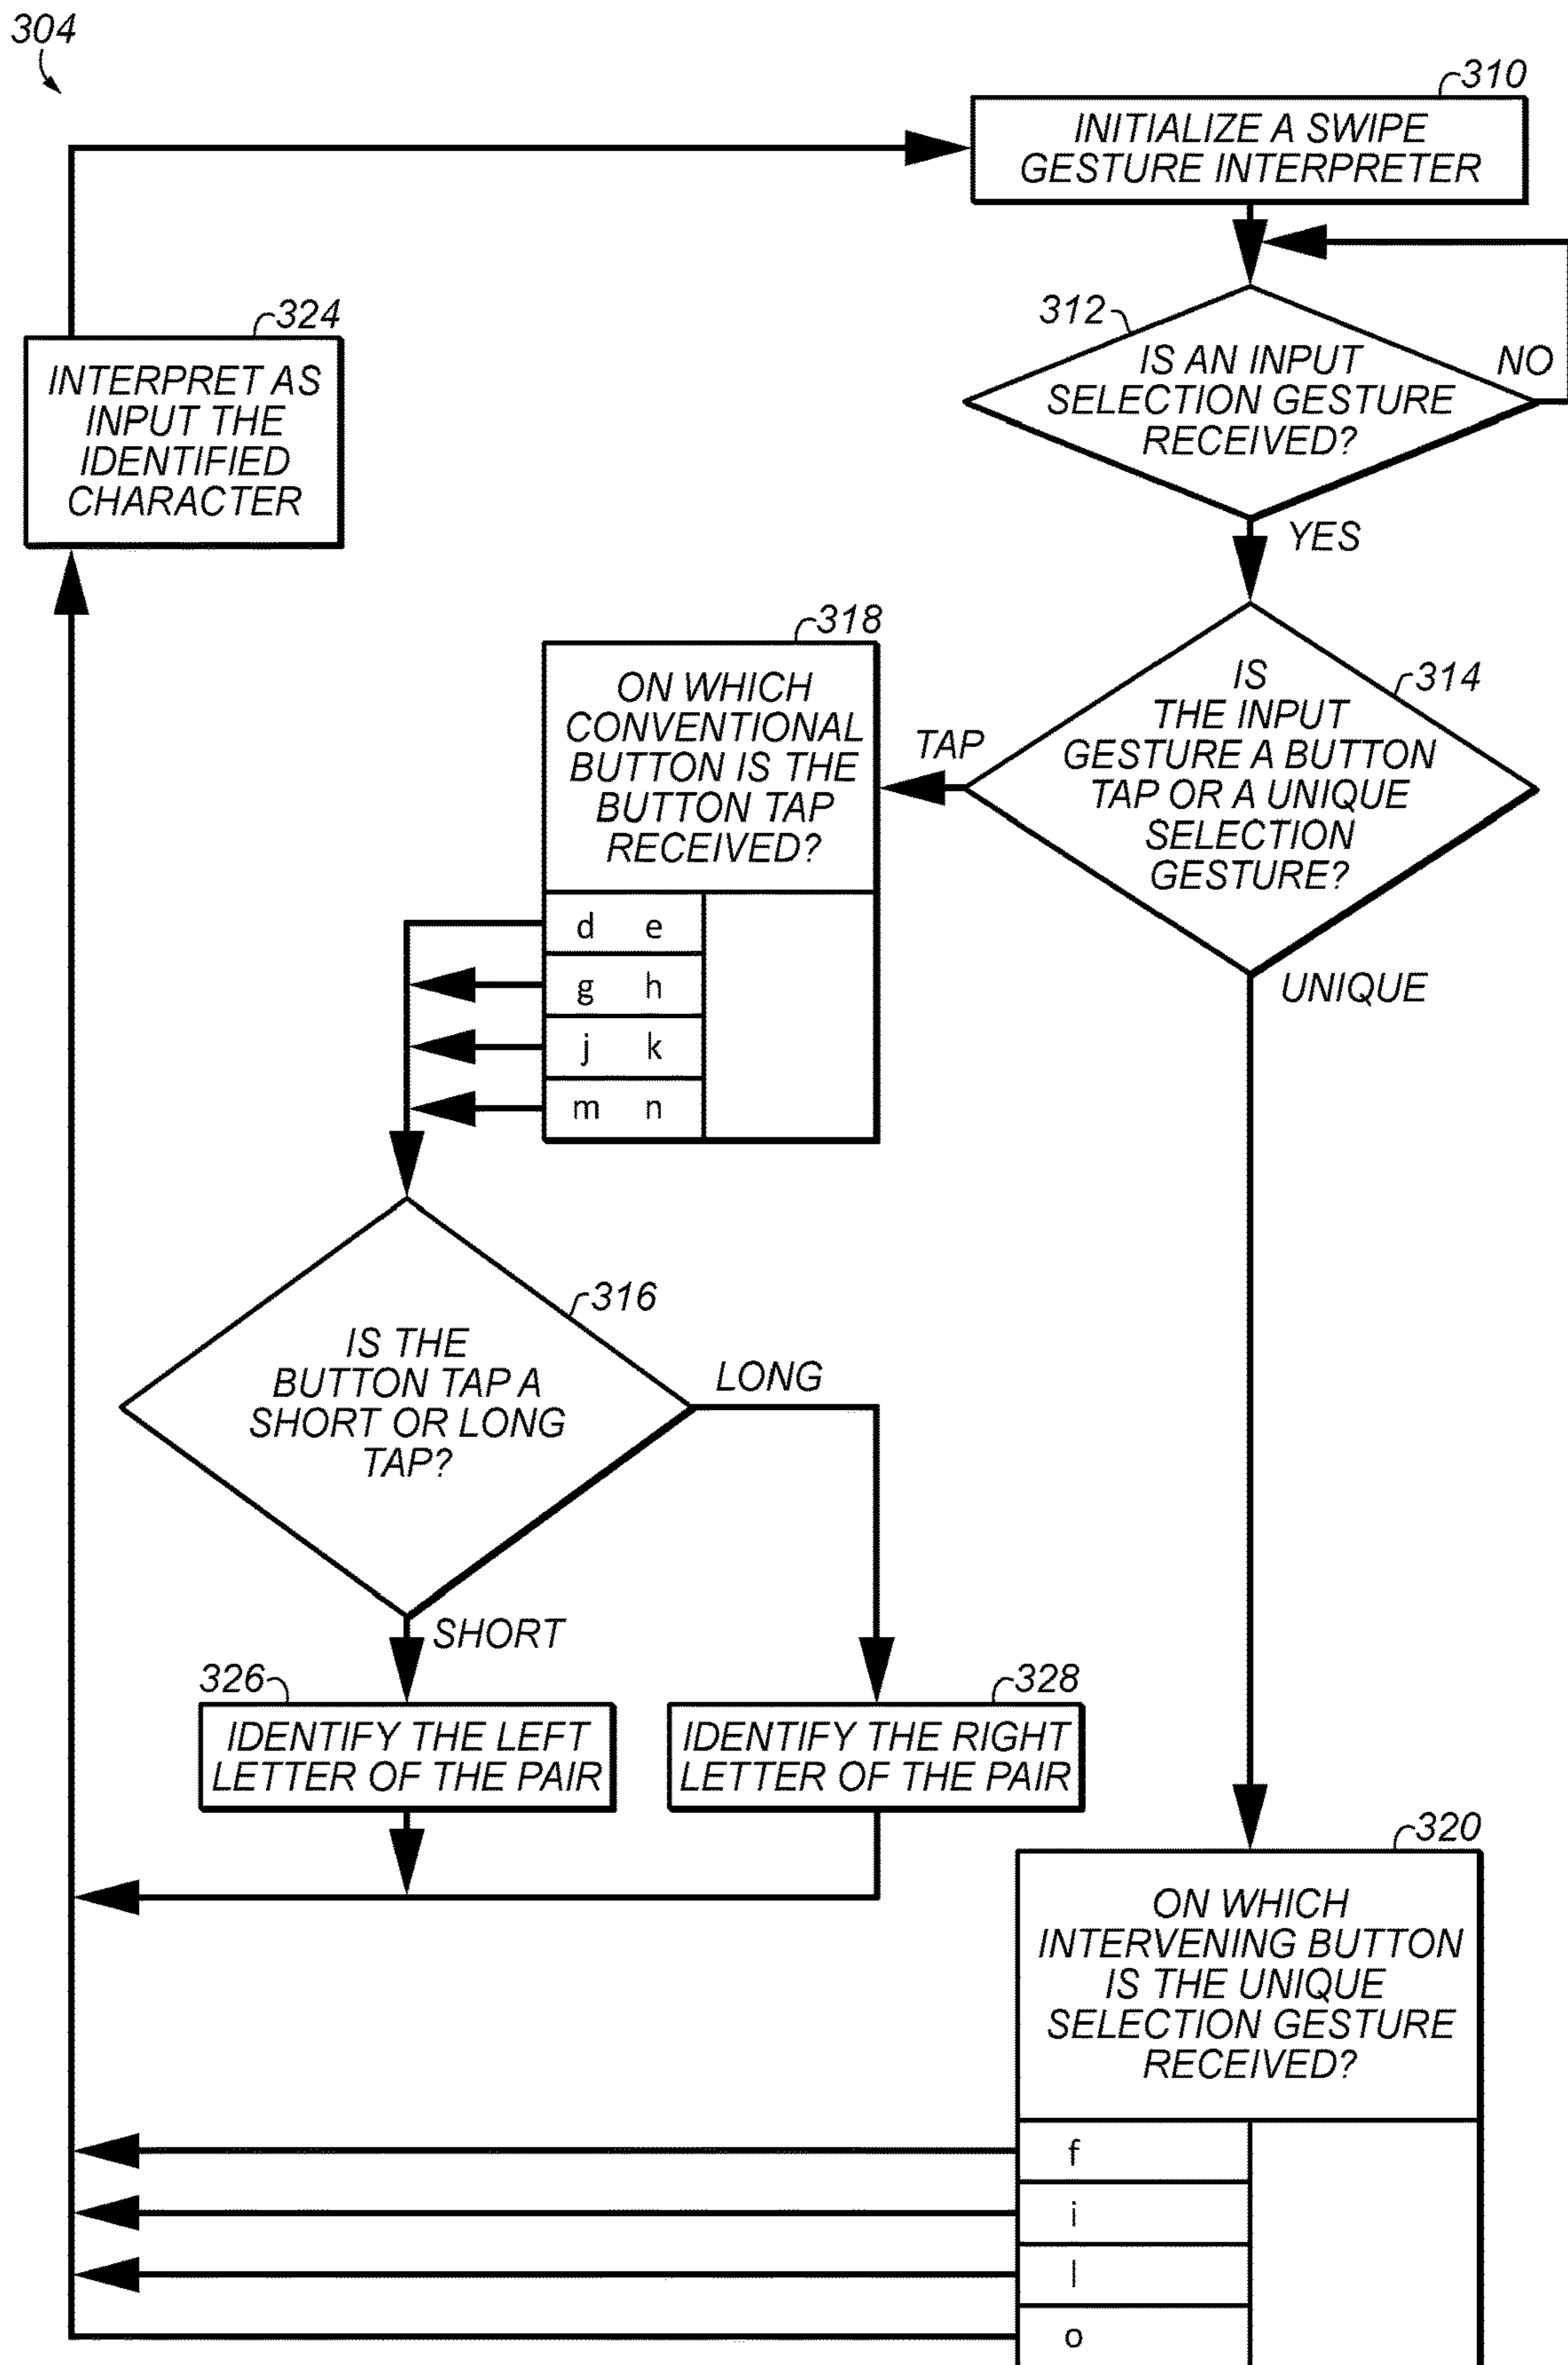 304
310
INITIALIZE A SWIPE
GESTURE INTERPRETER
312
IS AN INPUT
SELECTION GESTURE
RECEIVED?
NO
YES
324
INTERPRET AS
INPUT THE
IDENTIFIED
CHARACTER
314
IS
THE INPUT
GESTURE A BUTTON
TAP OR A UNIQUE
SELECTION
GESTURE?
TAP
UNIQUE
318
ON WHICH
CONVENTIONAL
BUTTON IS THE
BUTTON TAP
RECEIVED?
d e
g h
j k
m n
316
IS THE
BUTTON TAP A
SHORT OR LONG
TAP?
LONG
SHORT
326
IDENTIFY THE LEFT
LETTER OF THE PAIR
328
IDENTIFY THE RIGHT
LETTER OF THE PAIR
320
ON WHICH
INTERVENING BUTTON
IS THE UNIQUE
SELECTION GESTURE
RECEIVED?
f
i
l
o